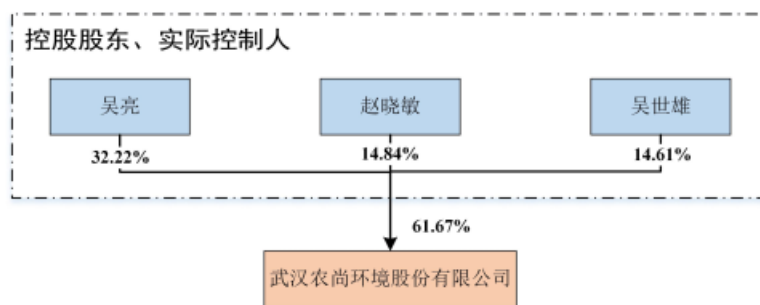 控股股东、实际控制人
吴亮
赵晓敏
吴世雄
32.22%
14.84%
14.61%
61.67%
武汉农尚环境股份有限公司